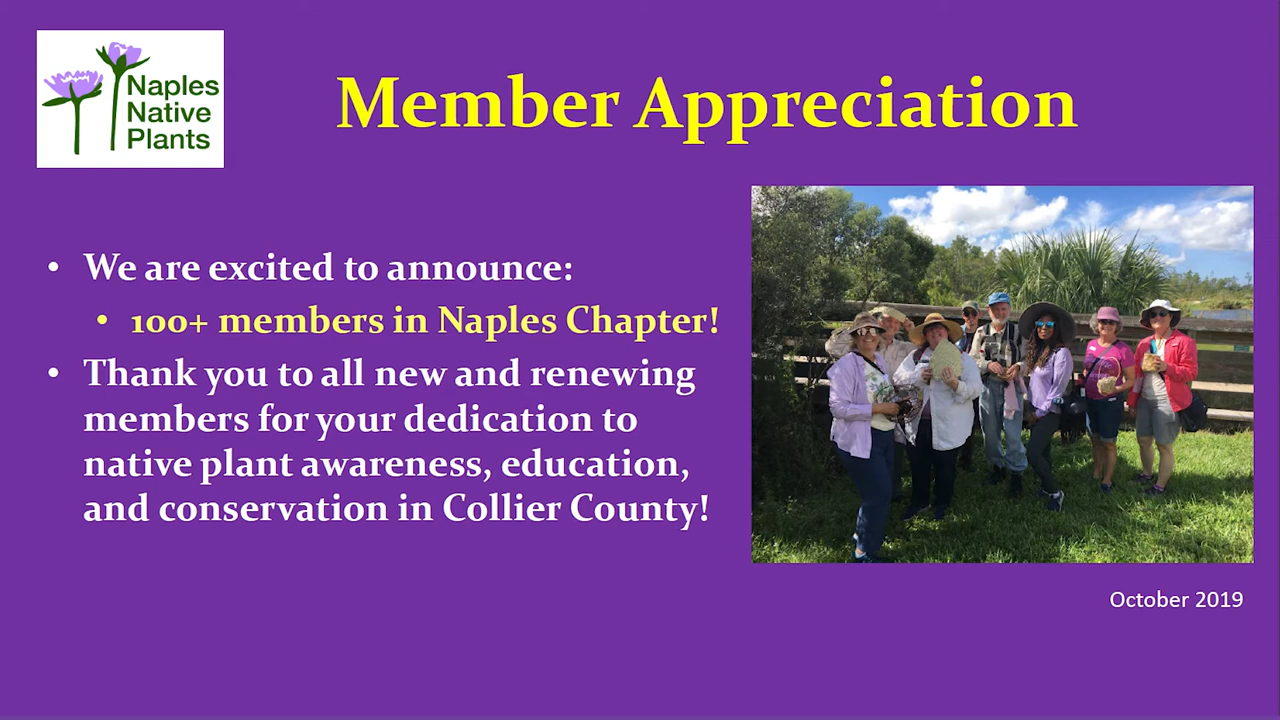 Naples
Native
Plants
Member Appreciation
• We are excited to announce:
• 100+ members in Naples Chapter!
• Thank you to all new and renewing
members for your dedication to
native plant awareness, education,
and conservation in Collier County!
October 2019